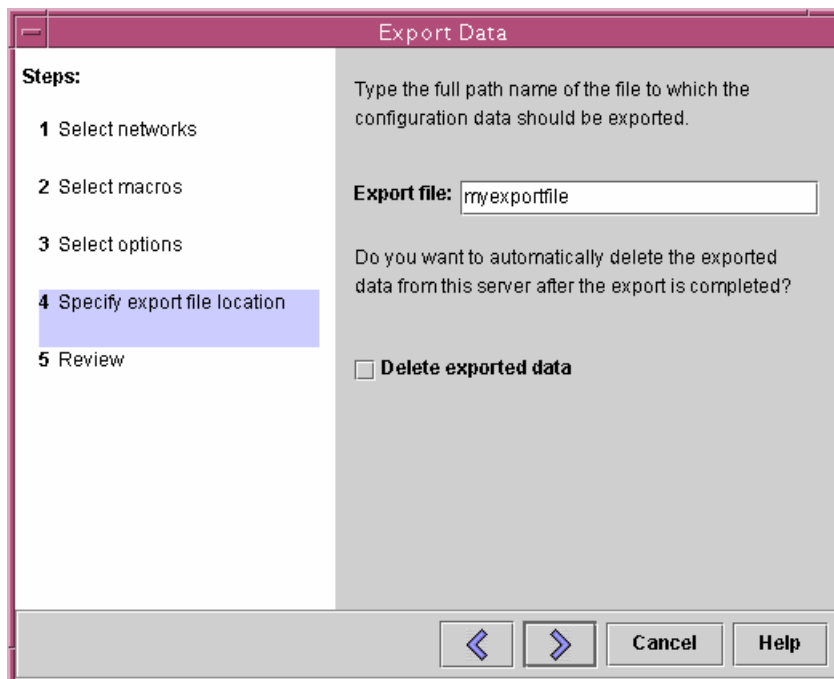 Export Data
Steps:
1 Select networks
2 Select macros
3 Select options
4 Specify export file location
5 Review
Type the full path name of the file to which the
configuration data should be exported.
Export file: myexportfile
Do you want to automatically delete the exported
data from this server after the export is completed?
Delete exported data
Cancel
Help